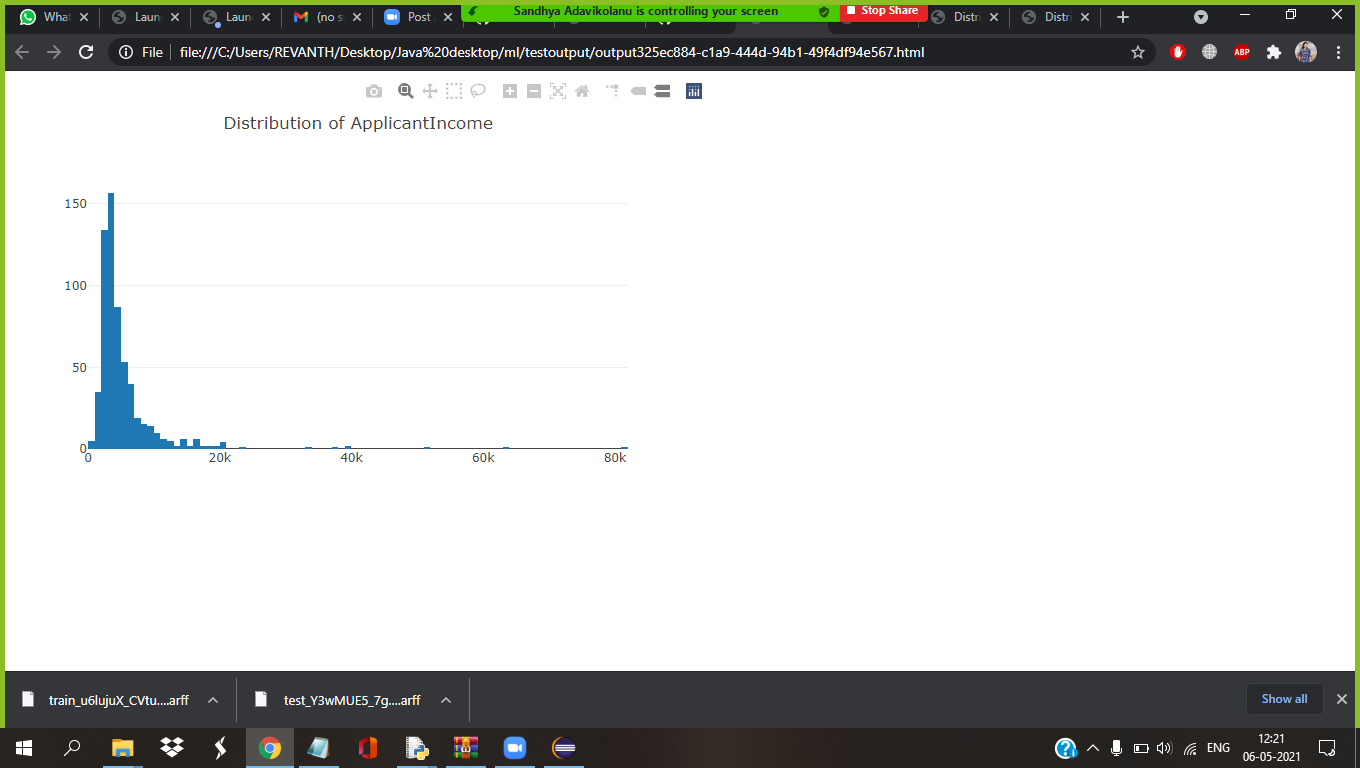 Sandhya Adavikolanu is controlling your screen
Stop Share
What
Laun
Laun
(no s
Post
Distri
Distri
File
file:///C:/Users/REVANTH/Desktop/Java%20desktop/ml/testoutput/output325ec884-c1a9-444d-94b1-49f4df94e567.html
ABP
Distribution of ApplicantIncome
150
100
50
0
0 20k 40k 60k 80k
train_u6lujuX_CVtu....arff
test_Y3wMUE5_7g....arff
Show all
ENG
12:21
06-05-2021